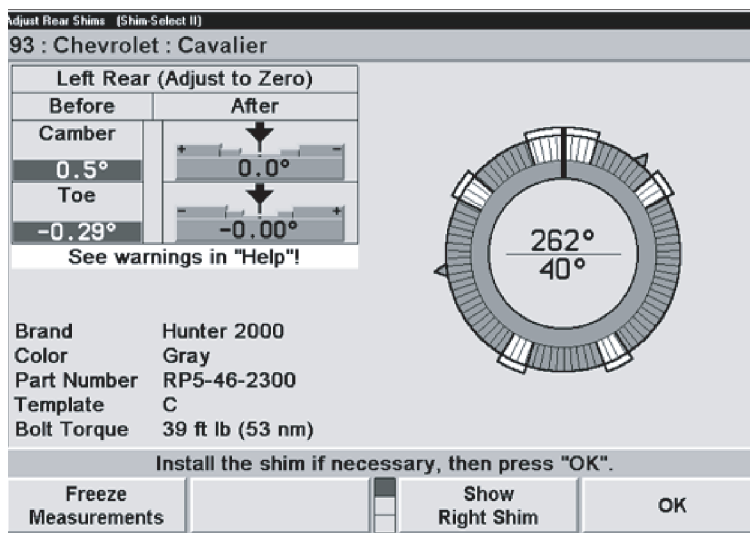 Adjust Rear Shims (Shim-Select II)
93 : Chevrolet : Cavalier
Left Rear (Adjust to Zero)
Before After
Camber
+ -
0.5° 0.0°
Toe
- +
-0.29° -0.00°
See warnings in "Help"!
262°
40°
Brand Hunter 2000
Color Gray
Part Number RP5-46-2300
Template C
Bolt Torque 39 ft lb (53 nm)
Install the shim if necessary, then press "OK".
Freeze Measurements
Show Right Shim
OK